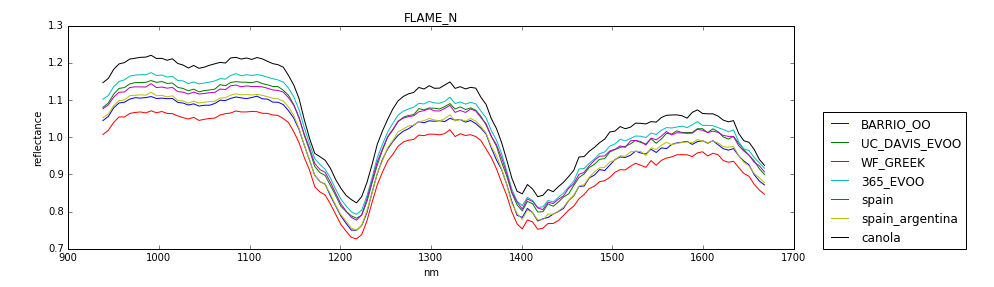 FLAME_N
1.3
1.2
1.1
1.0
0.9
0.8
0.7
reflectance
900 1000 1100 1200 1300 1400 1500 1600 1700
nm
BARRIO_OO
UC_DAVIS_EVOO
WF_GREEK
365_EVOO
spain
spain_argentina
canola